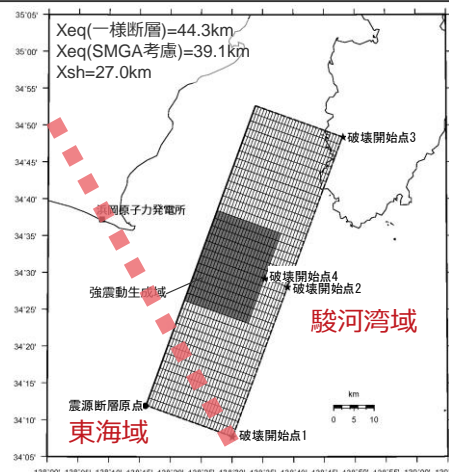 Xeq(一様断層)=44.3km
Xeq(SMGA考慮)=39.1km
Xsh=27.0km
35°05'
35°00'
34°55'
34°50'
34°45'
34°40'
34°35'
34°30'
34°25'
34°20'
34°15'
34°10'
34°05'
破壊開始点3
浜岡原子力発電所
破壊開始点4
破壊開始点2
強震動生成域
駿河湾域
km
0 5 10
震源断層原点
東海域
破壊開始点1